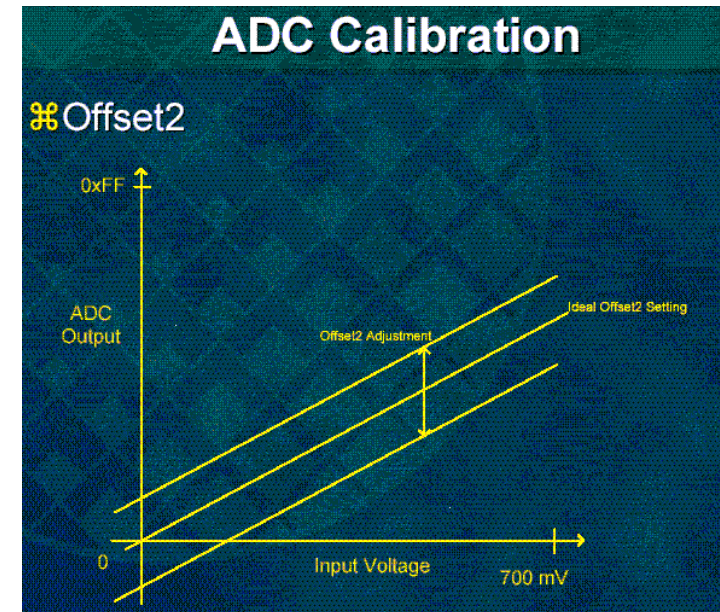 ADC Calibration
⌘Offset2
0xFF
ADC
Output
Offset2 Adjustment
Ideal Offset2 Setting
0
Input Voltage
700 mV